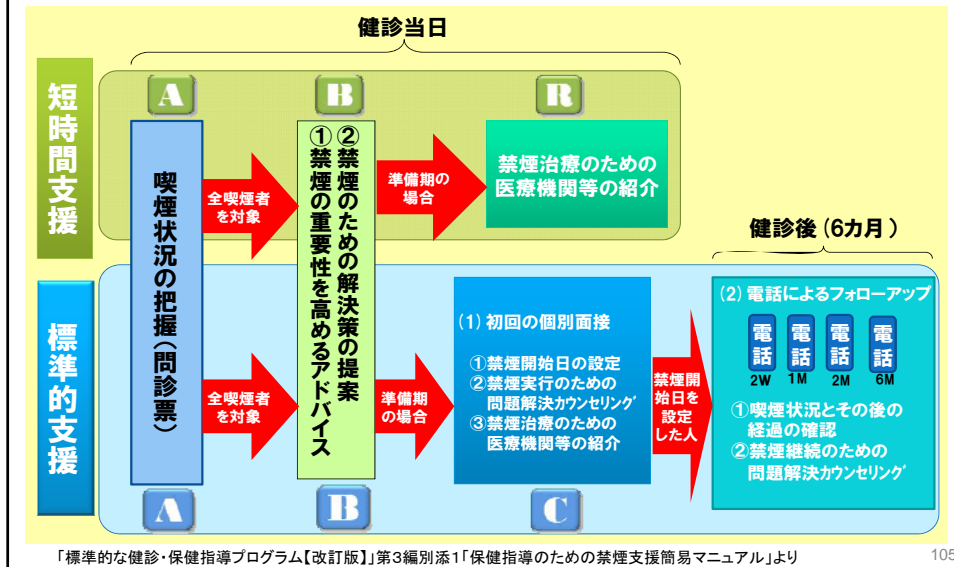 健診当日
短時間支援
A
B
R
喫煙状況の把握(問診票)
全喫煙者
を対象
①禁煙の重要性を高めるアドバイス
②禁煙のための解決策の提案
準備期の
場合
禁煙治療のための
医療機関等の紹介
健診後(6カ月)
標準的支援
全喫煙者
を対象
準備期
の場合
(1)初回の個別面接
①禁煙開始日の設定
②禁煙実行のための
問題解決カウンセリング
③禁煙治療のための
医療機関等の紹介
禁煙開
始日を
設定
した人
(2)電話によるフォローアップ
電話 電話 電話 電話
2W 1M 2M 6M
①喫煙状況とその後の
経過の確認
②禁煙継続のための
問題解決カウンセリング
A
B
C
「標準的な健診・保健指導プログラム【改訂版】」第3編別添1「保健指導のための禁煙支援簡易マニュアル」より
105